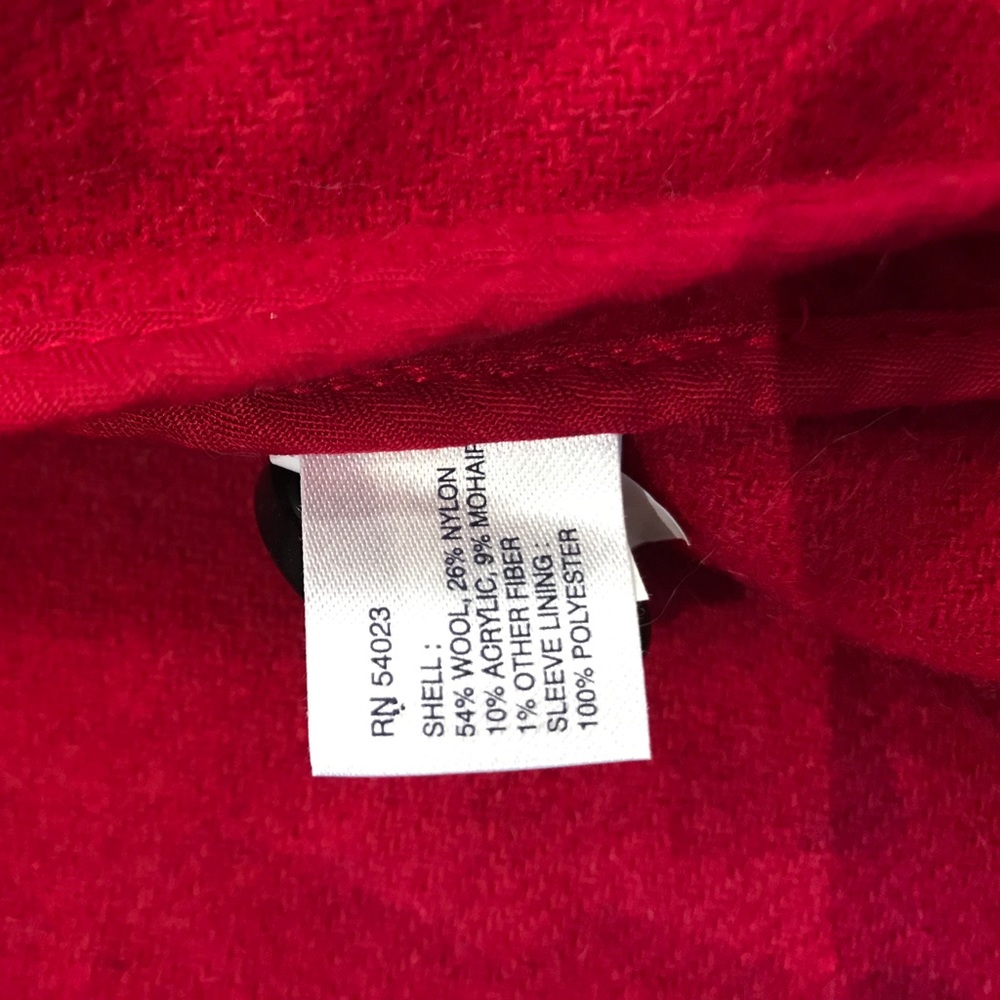 RN 54023
SHELL :
54% WOOL, 26% NYLON
10% ACRYLIC, 9% MOHAIR
1% OTHER FIBER
SLEEVE LINING :
100% POLYESTER